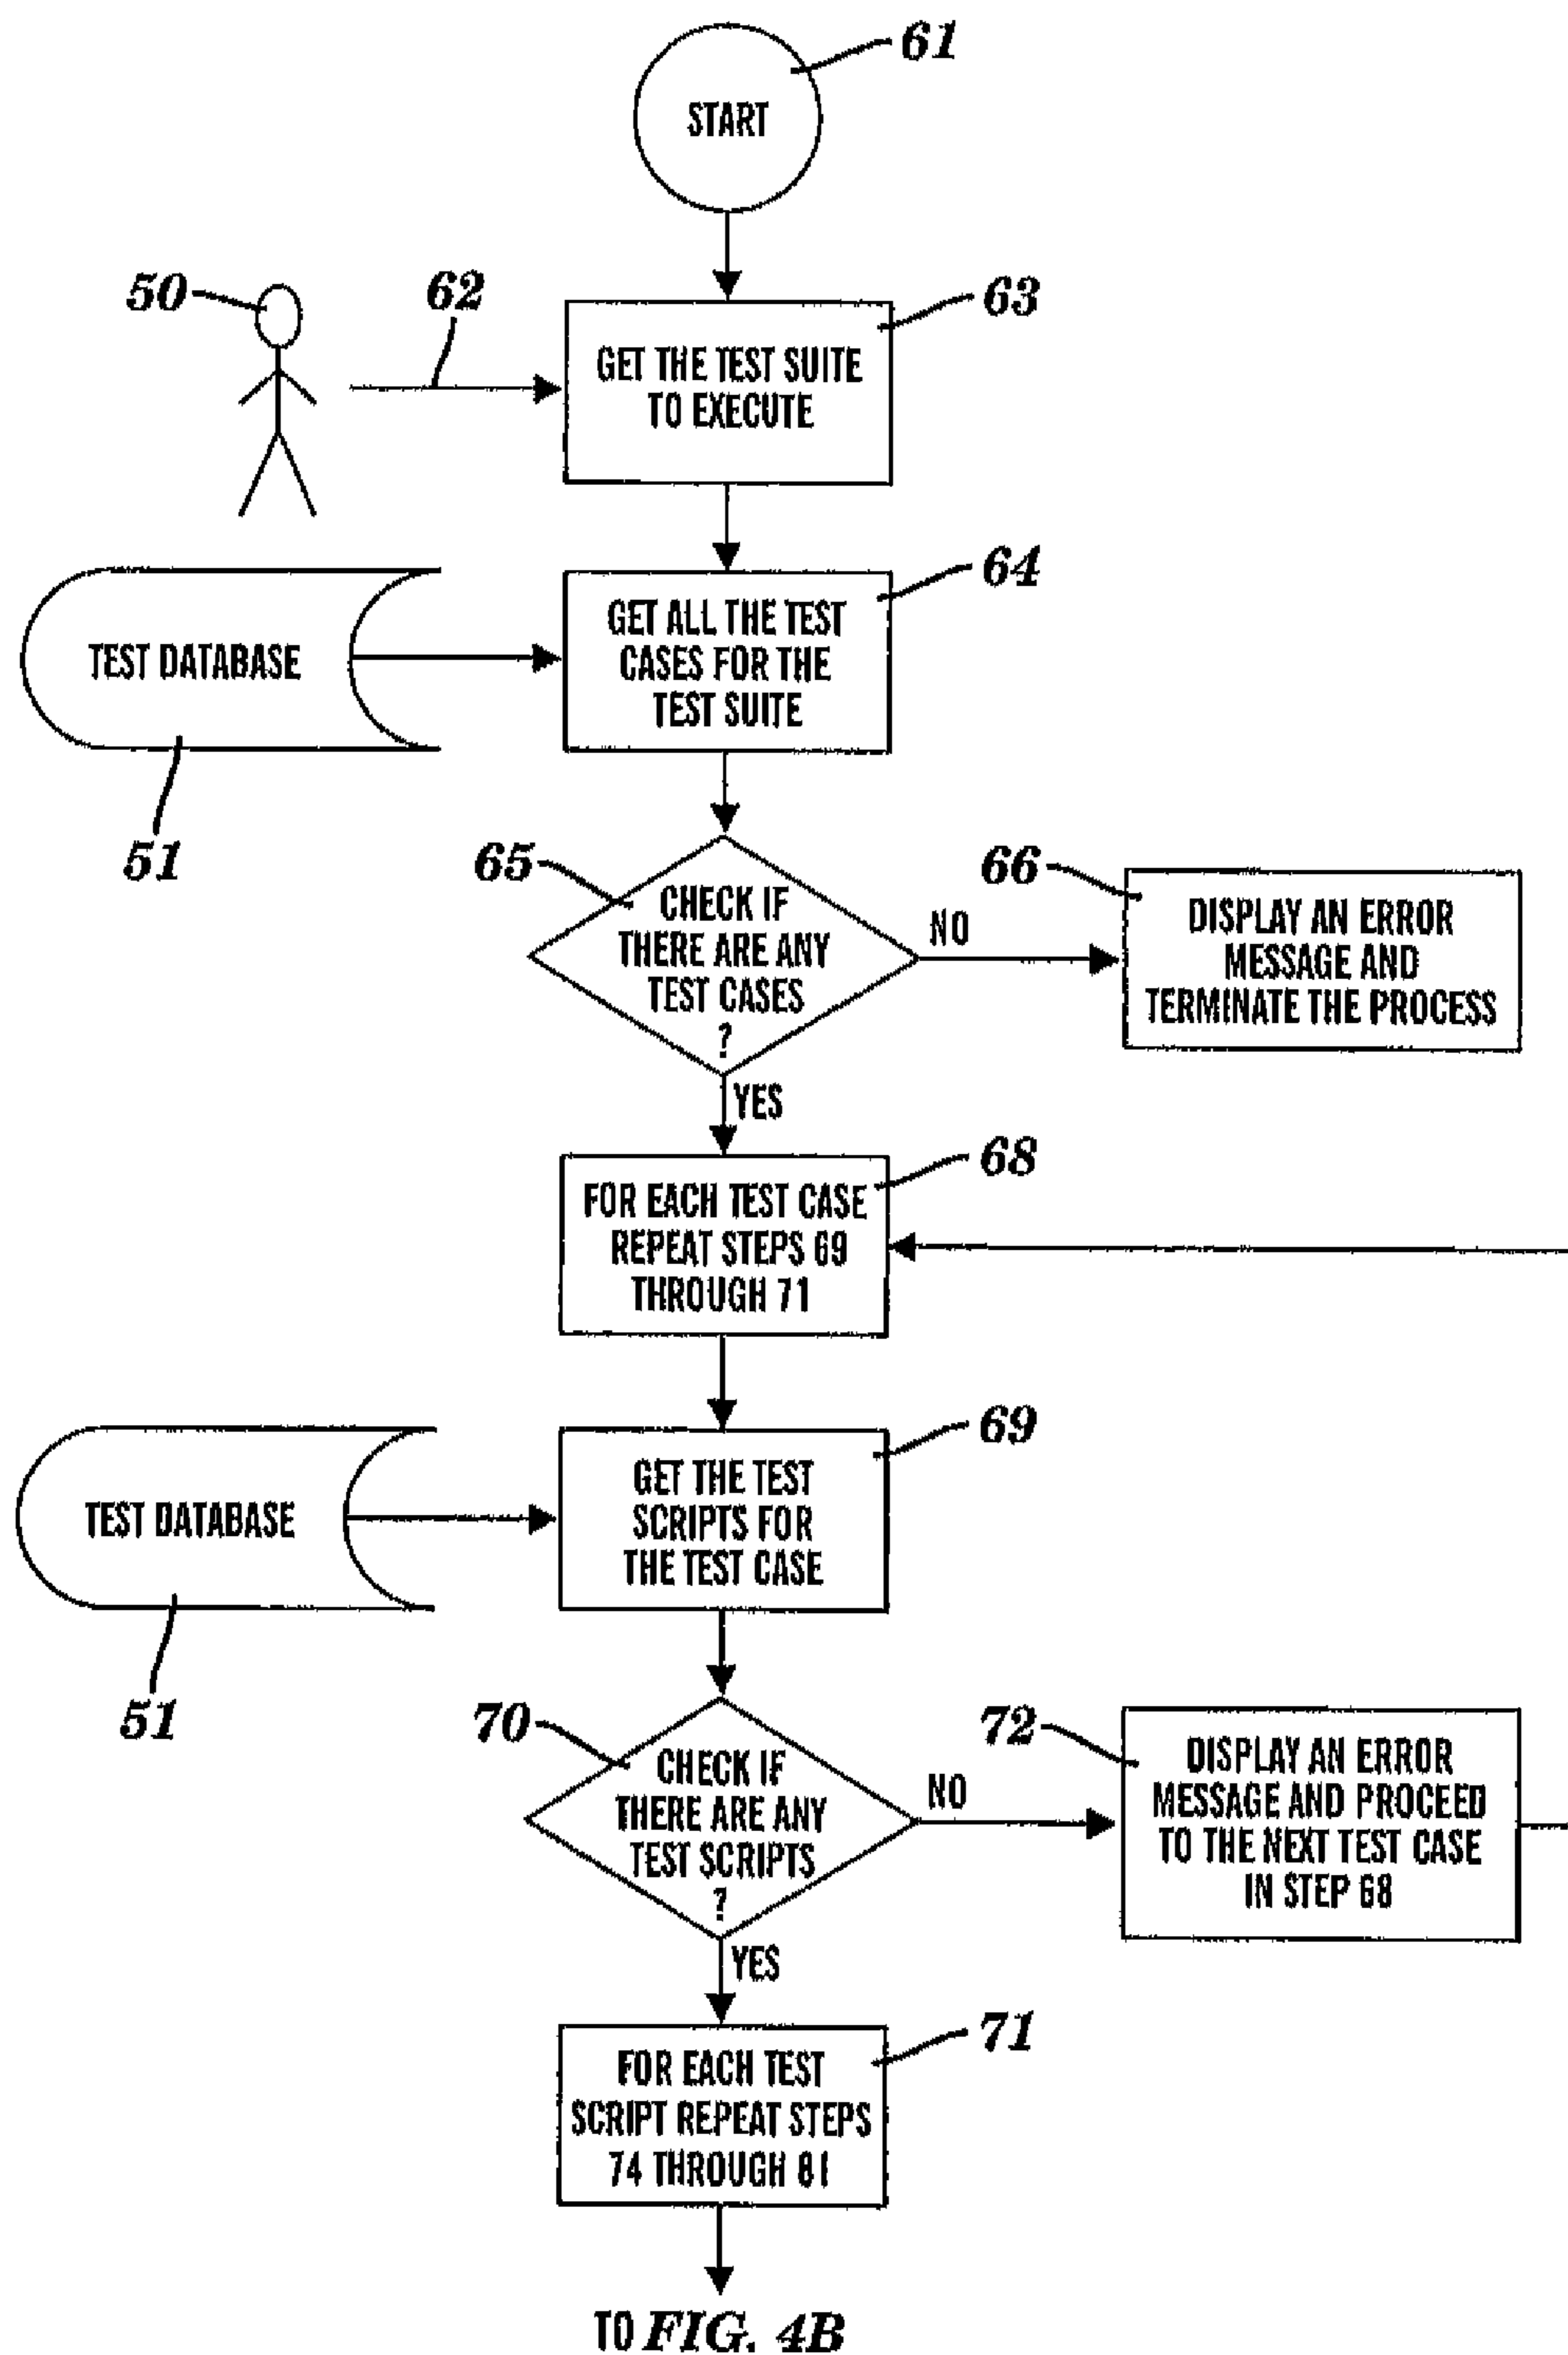 61
START
50
62
63
GET THE TEST SUITE
TO EXECUTE
64
TEST DATABASE
GET ALL THE TEST
CASES FOR THE
TEST SUITE
51
65
CHECK IF
THERE ARE ANY
TEST CASES
?
NO
66
DISPLAY AN ERROR
MESSAGE AND
TERMINATE THE PROCESS
YES
68
FOR EACH TEST CASE
REPEAT STEPS 69
THROUGH 71
69
TEST DATABASE
GET THE TEST
SCRIPTS FOR
THE TEST CASE
51
70
CHECK IF
THERE ARE ANY
TEST SCRIPTS
?
NO
72
DISPLAY AN ERROR
MESSAGE AND PROCEED
TO THE NEXT TEST CASE
IN STEP 68
YES
71
FOR EACH TEST
SCRIPT REPEAT STEPS
74 THROUGH 81
TO FIG. 4B